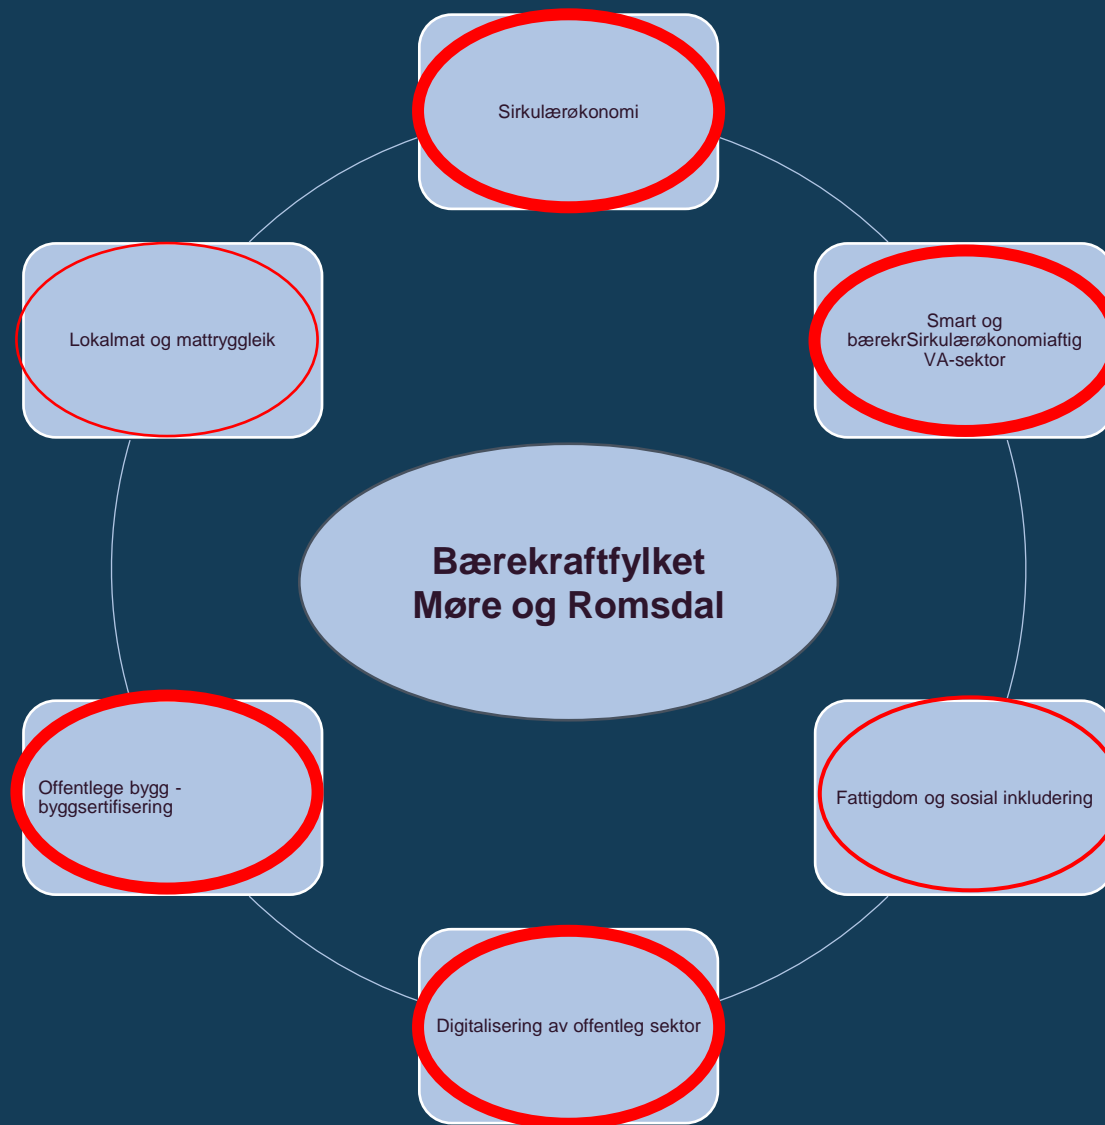 Sirkulærøkonomi
Lokalmat og mattryggleik
Smart og
bærekrSirkulærøkonomiaftig
VA-sektor
Bærekraftfylket
Møre og Romsdal
Offentlege bygg -
byggsertifisering
Fattigdom og sosial inkludering
Digitalisering av offentleg sektor